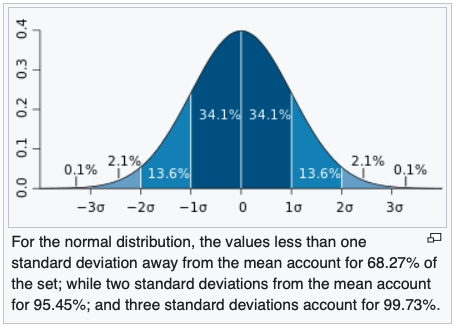 0.4
0.3
0.2
0.1
0.0
34.1% 34.1%
0.1% 2.1% 13.6% 13.6% 2.1% 0.1%
−3σ −2σ −1σ 0 1σ 2σ 3σ
For the normal distribution, the values less than one
standard deviation away from the mean account for 68.27% of
the set; while two standard deviations from the mean account
for 95.45%; and three standard deviations account for 99.73%.